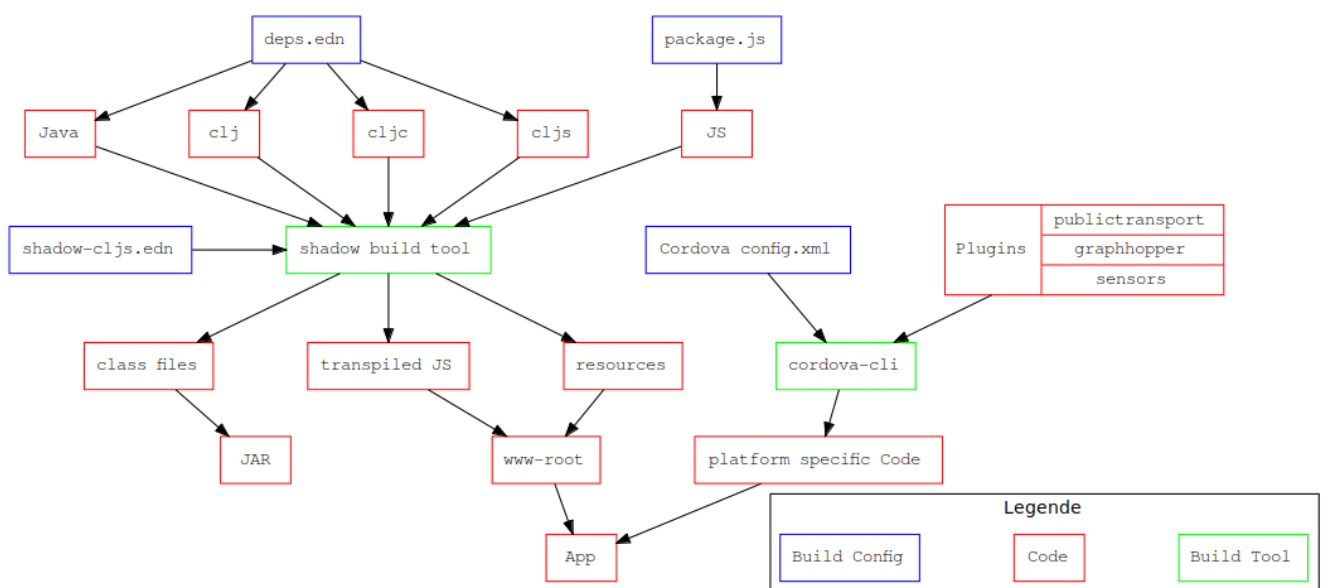 deps.edn
package.js
Java
clj
cljc
cljs
JS
shadow-cljs.edn
shadow build tool
Cordova config.xml
Plugins
publictransport
graphhopper
sensors
class files
transpiled JS
resources
cordova-cli
JAR
www-root
platform specific Code
App
Legende
Build Config
Code
Build Tool